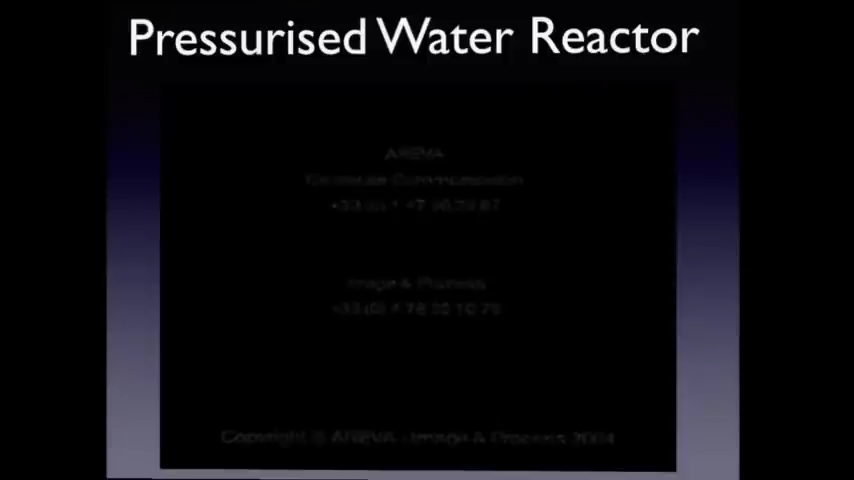 Pressurised Water Reactor
AREVA
Corporate Communication
Image & Process
Copyright © AREVA - Image & Process 2004